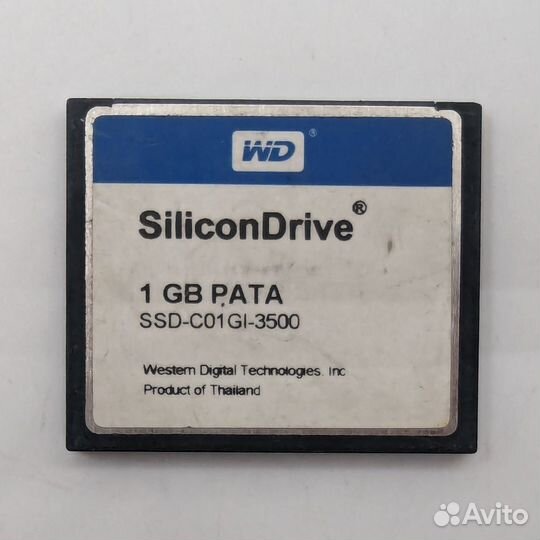 WD®
SiliconDrive®
1 GB PATA
SSD-C01GI-3500
Western Digital Technologies, Inc
Product of Thailand
Avito